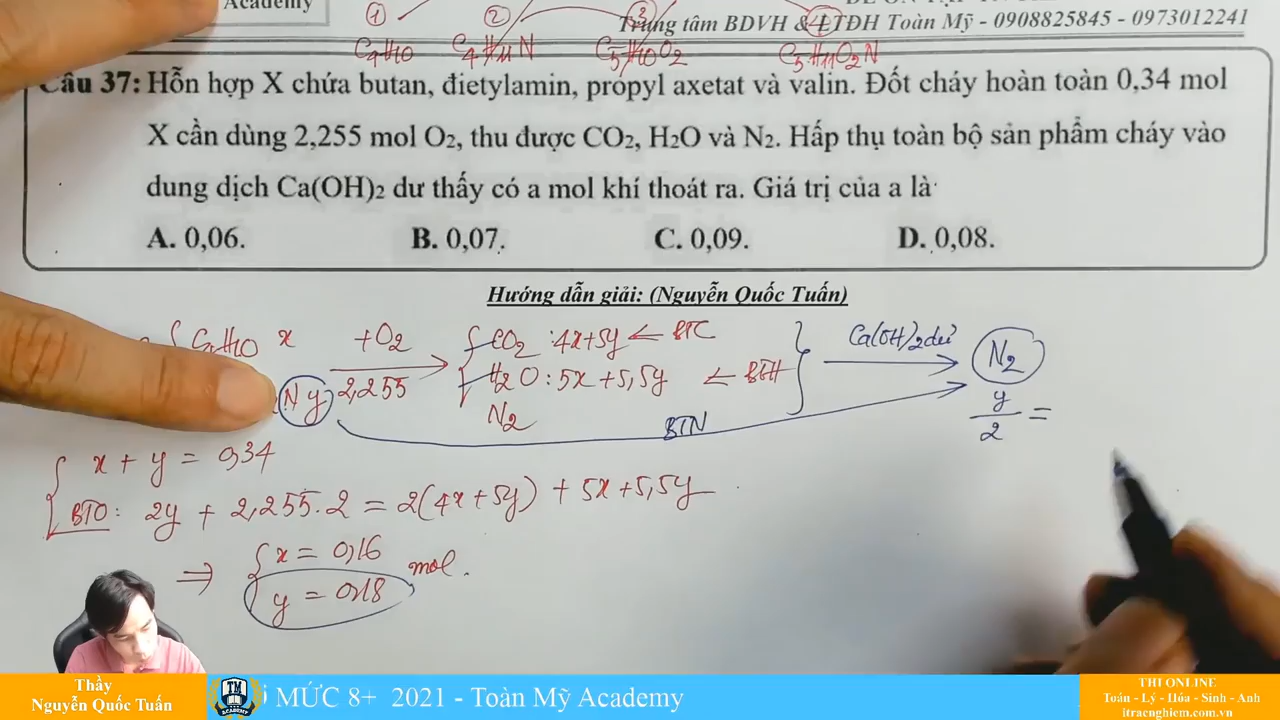 Academy
Trung tâm BDVH & LTĐH Toàn Mỹ - 0908825845 - 0973012241
① ② ③ ④
C4H10 C4H11N C5H10O2 C5H11O2N
Câu 37: Hỗn hợp X chứa butan, đietylamin, propyl axetat và valin. Đốt cháy hoàn toàn 0,34 mol
X cần dùng 2,255 mol O2, thu được CO2, H2O và N2. Hấp thụ toàn bộ sản phẩm cháy vào
dung dịch Ca(OH)2 dư thấy có a mol khí thoát ra. Giá trị của a là
A. 0,06. B. 0,07. C. 0,09. D. 0,08.
Hướng dẫn giải: (Nguyễn Quốc Tuấn)
C4H10 x +O2 CO2 : 4x+5y ← BTC Ca(OH)2 dư N2
N y 2,255 H2O : 5x+5,5y ← BTH y/2 =
N2 BTN
x + y = 0,34
BTO: 2y + 2,255.2 = 2(4x+5y) + 5x+5,5y
⇒ x = 0,16 mol.
y = 0,18
Thầy
Nguyễn Quốc Tuấn
MỨC 8+ 2021 - Toàn Mỹ Academy
TM
ACADEMY
THI ONLINE
Toán - Lý - Hóa - Sinh - Anh
itracnghiem.com.vn